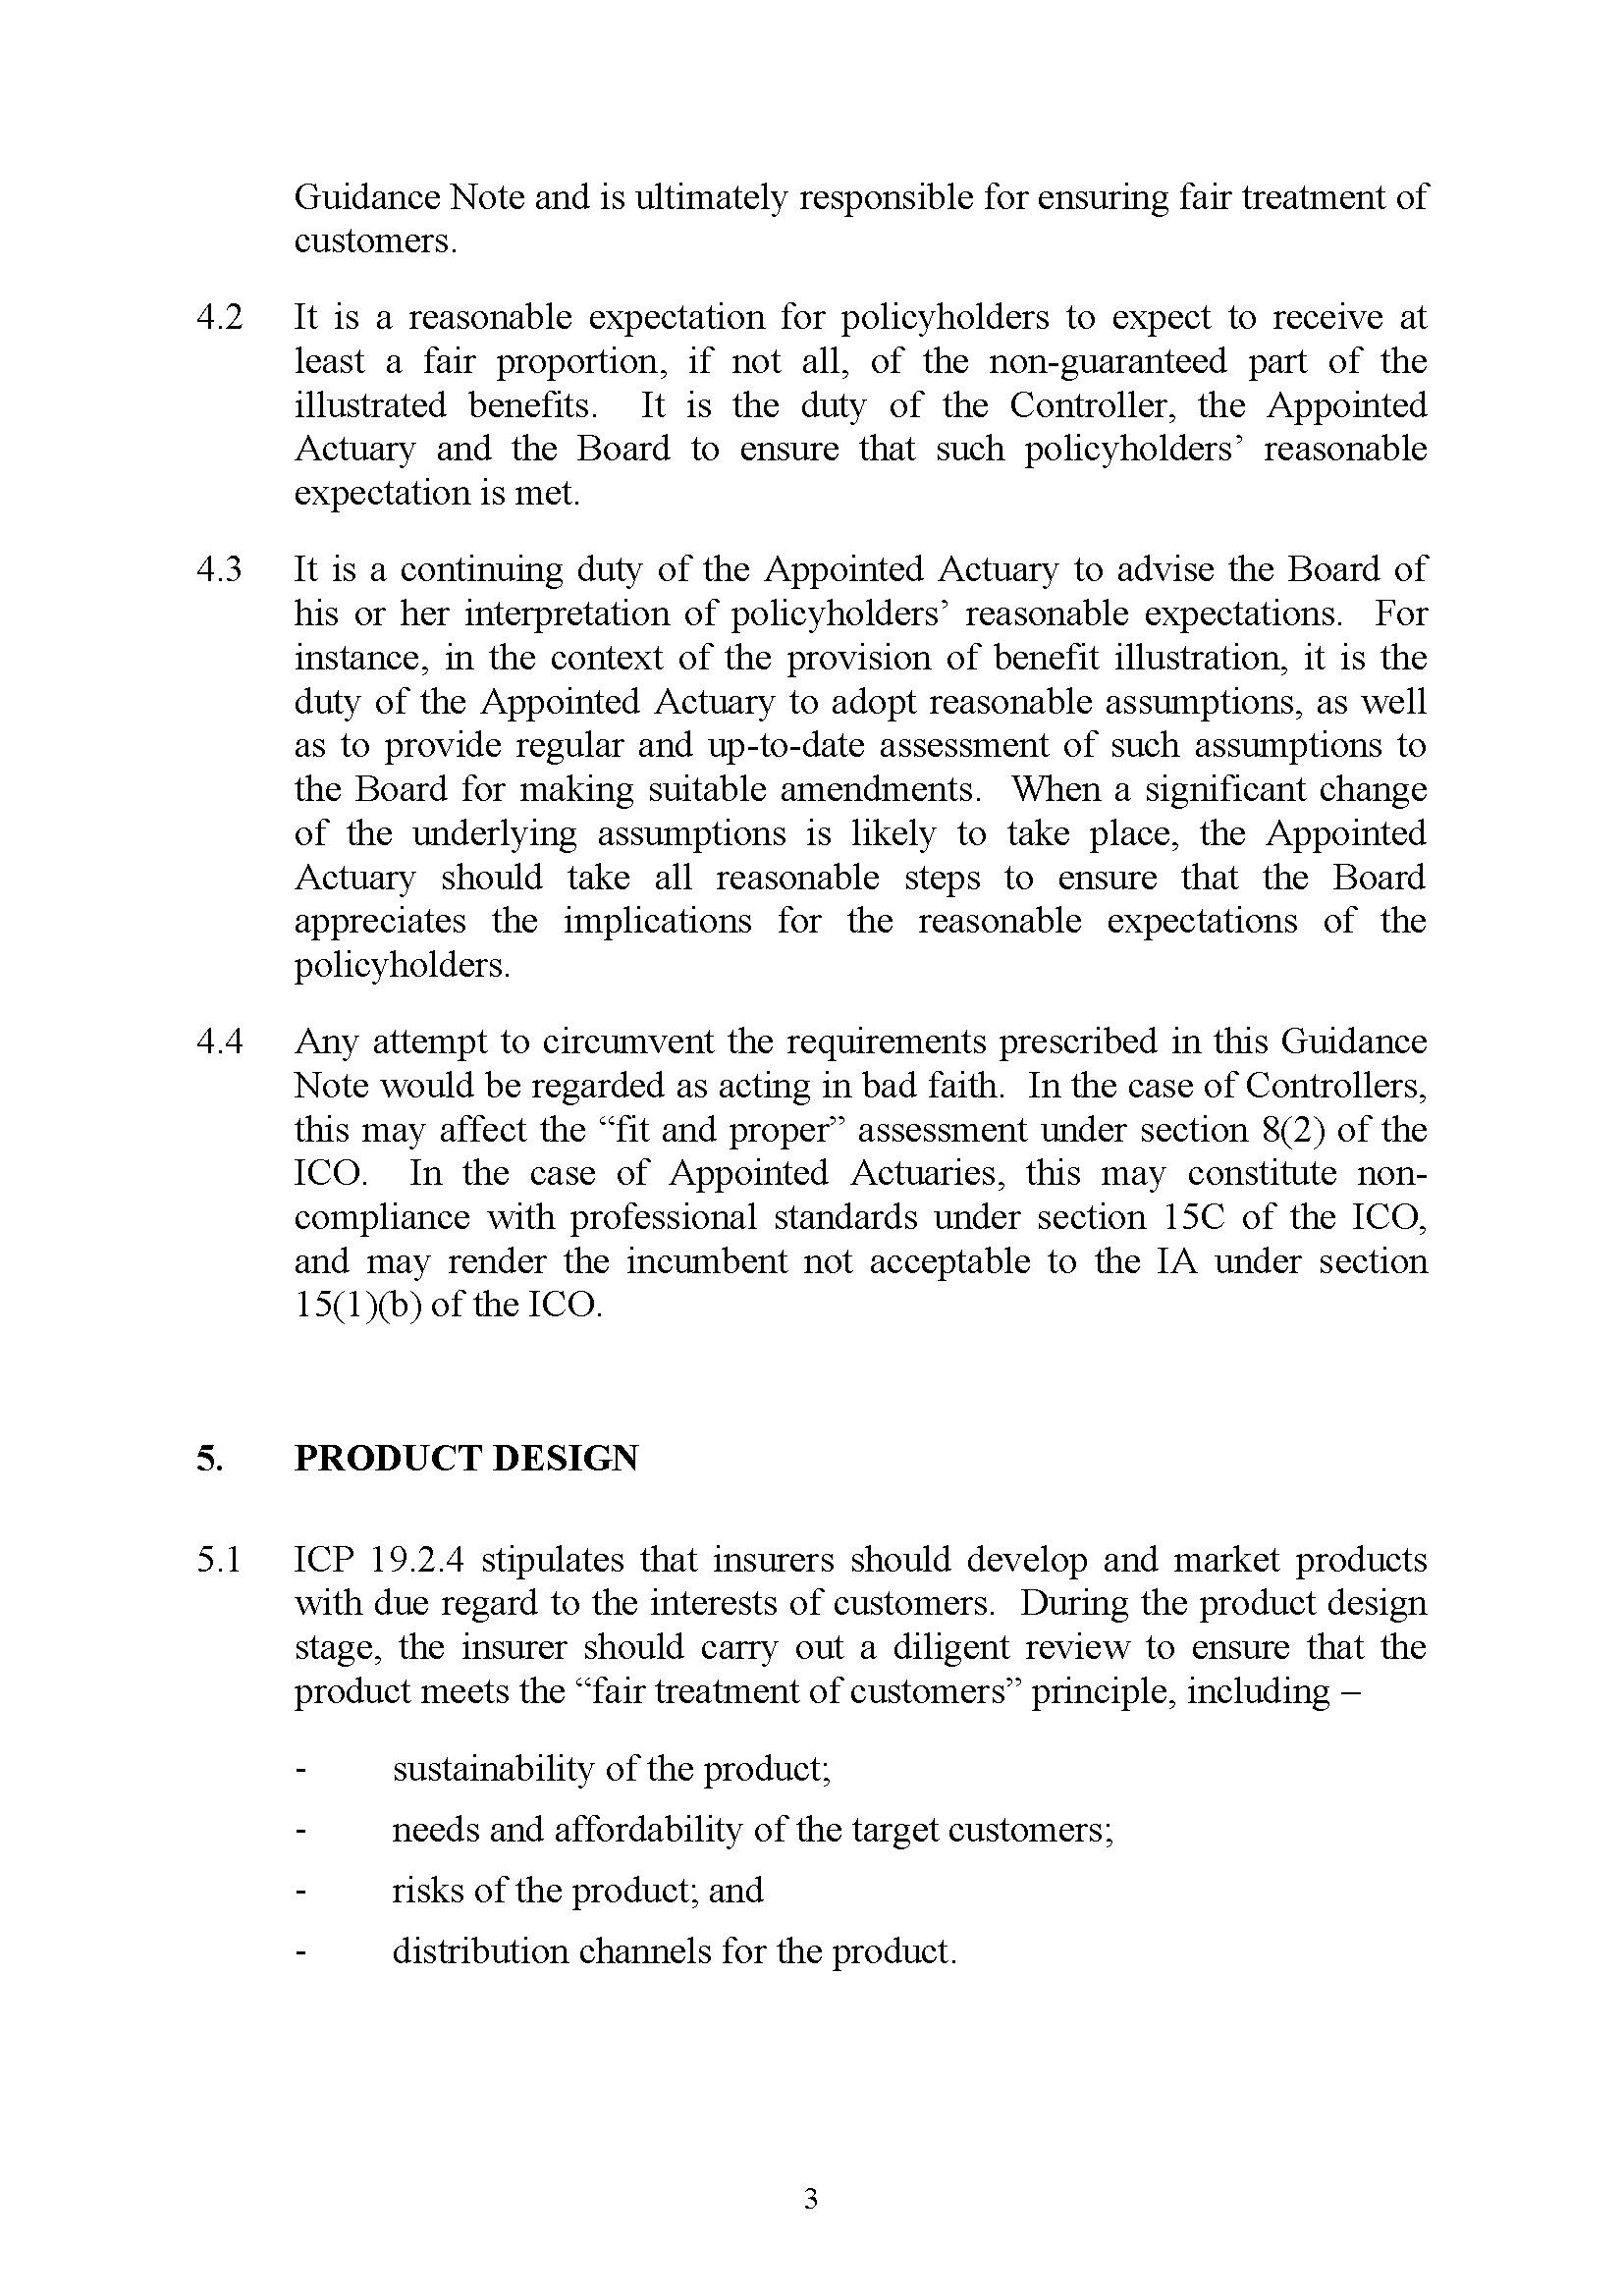 Guidance Note and is ultimately responsible for ensuring fair treatment of
customers.
4.2 It is a reasonable expectation for policyholders to expect to receive at
least a fair proportion, if not all, of the non-guaranteed part of the
illustrated benefits. It is the duty of the Controller, the Appointed
Actuary and the Board to ensure that such policyholders’ reasonable
expectation is met.
4.3 It is a continuing duty of the Appointed Actuary to advise the Board of
his or her interpretation of policyholders’ reasonable expectations. For
instance, in the context of the provision of benefit illustration, it is the
duty of the Appointed Actuary to adopt reasonable assumptions, as well
as to provide regular and up-to-date assessment of such assumptions to
the Board for making suitable amendments. When a significant change
of the underlying assumptions is likely to take place, the Appointed
Actuary should take all reasonable steps to ensure that the Board
appreciates the implications for the reasonable expectations of the
policyholders.
4.4 Any attempt to circumvent the requirements prescribed in this Guidance
Note would be regarded as acting in bad faith. In the case of Controllers,
this may affect the “fit and proper” assessment under section 8(2) of the
ICO. In the case of Appointed Actuaries, this may constitute non-
compliance with professional standards under section 15C of the ICO,
and may render the incumbent not acceptable to the IA under section
15(1)(b) of the ICO.
5. PRODUCT DESIGN
5.1 ICP 19.2.4 stipulates that insurers should develop and market products
with due regard to the interests of customers. During the product design
stage, the insurer should carry out a diligent review to ensure that the
product meets the “fair treatment of customers” principle, including –
- sustainability of the product;
- needs and affordability of the target customers;
- risks of the product; and
- distribution channels for the product.
3